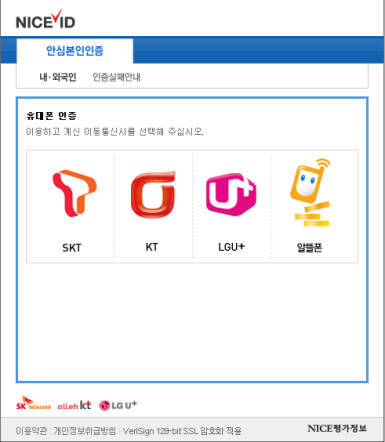 NICE ID
안심본인인증
내·외국인 인증실패안내
휴대폰 인증
이용하고 계신 이동통신사를 선택해 주십시오.
SKT KT LGU+ 알뜰폰
SK telecom olleh kt LG U+
이용약관 | 개인정보취급방침 | VeriSign 128-bit SSL 암호화 적용 NICE평가정보